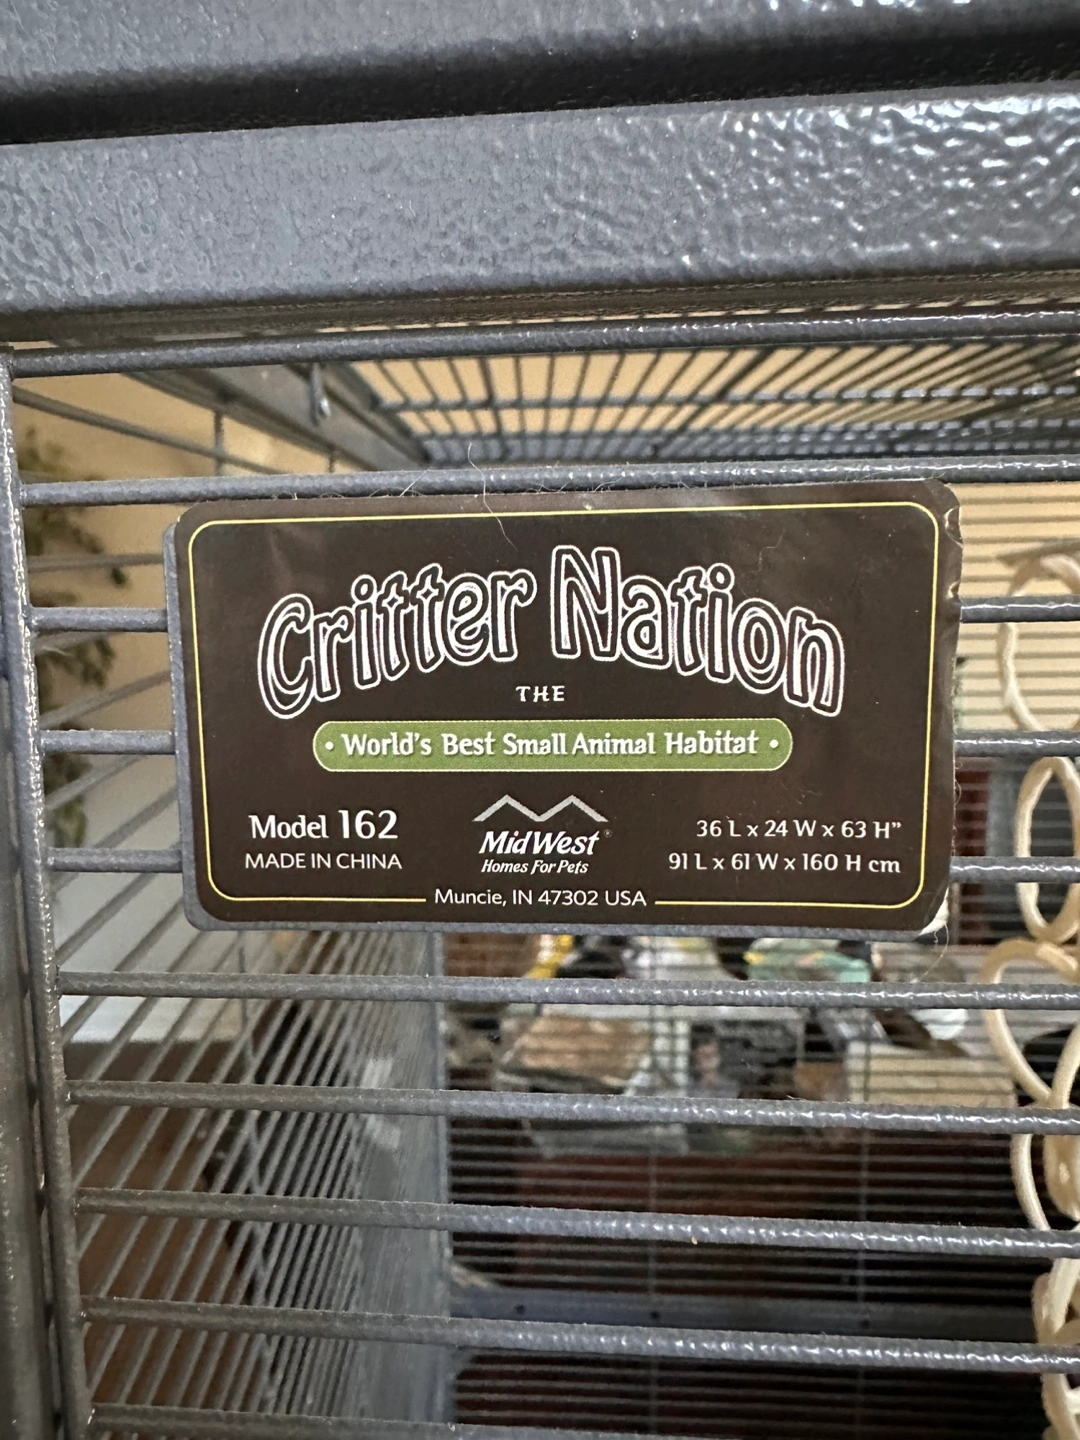 Critter Nation
THE
• World's Best Small Animal Habitat •
Model 162
MADE IN CHINA
MidWest®
Homes For Pets
36 L x 24 W x 63 H”
91 L x 61 W x 160 H cm
Muncie, IN 47302 USA